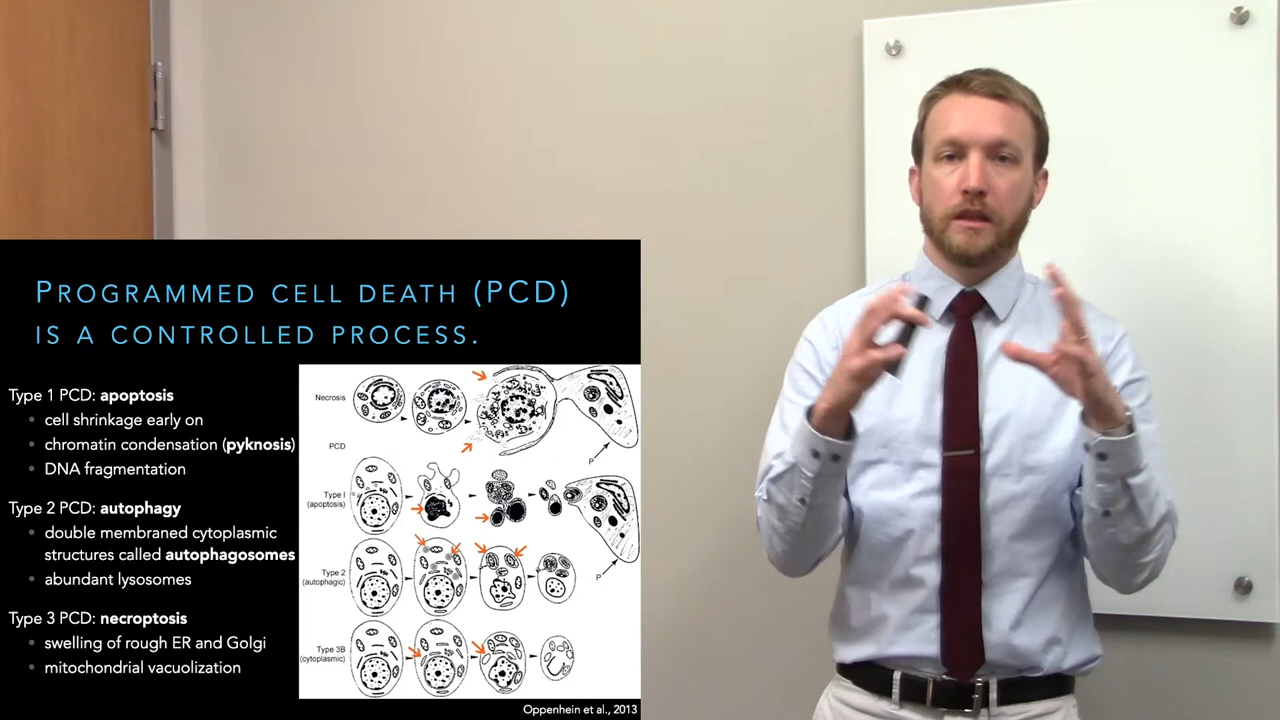 PROGRAMMED CELL DEATH (PCD)
IS A CONTROLLED PROCESS.
Type 1 PCD: apoptosis
• cell shrinkage early on
• chromatin condensation (pyknosis)
• DNA fragmentation
Type 2 PCD: autophagy
• double membraned cytoplasmic
structures called autophagosomes
• abundant lysosomes
Type 3 PCD: necroptosis
• swelling of rough ER and Golgi
• mitochondrial vacuolization
Necrosis
P
PCD
Type I
(apoptosis)
P
Type 2
(autophagic)
Type 3B
(cytoplasmic)
Oppenhein et al., 2013